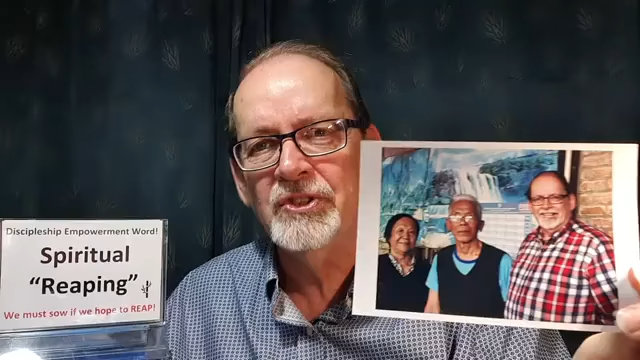 Discipleship Empowerment Word!
Spiritual
"Reaping"
We must sow if we hope to REAP!